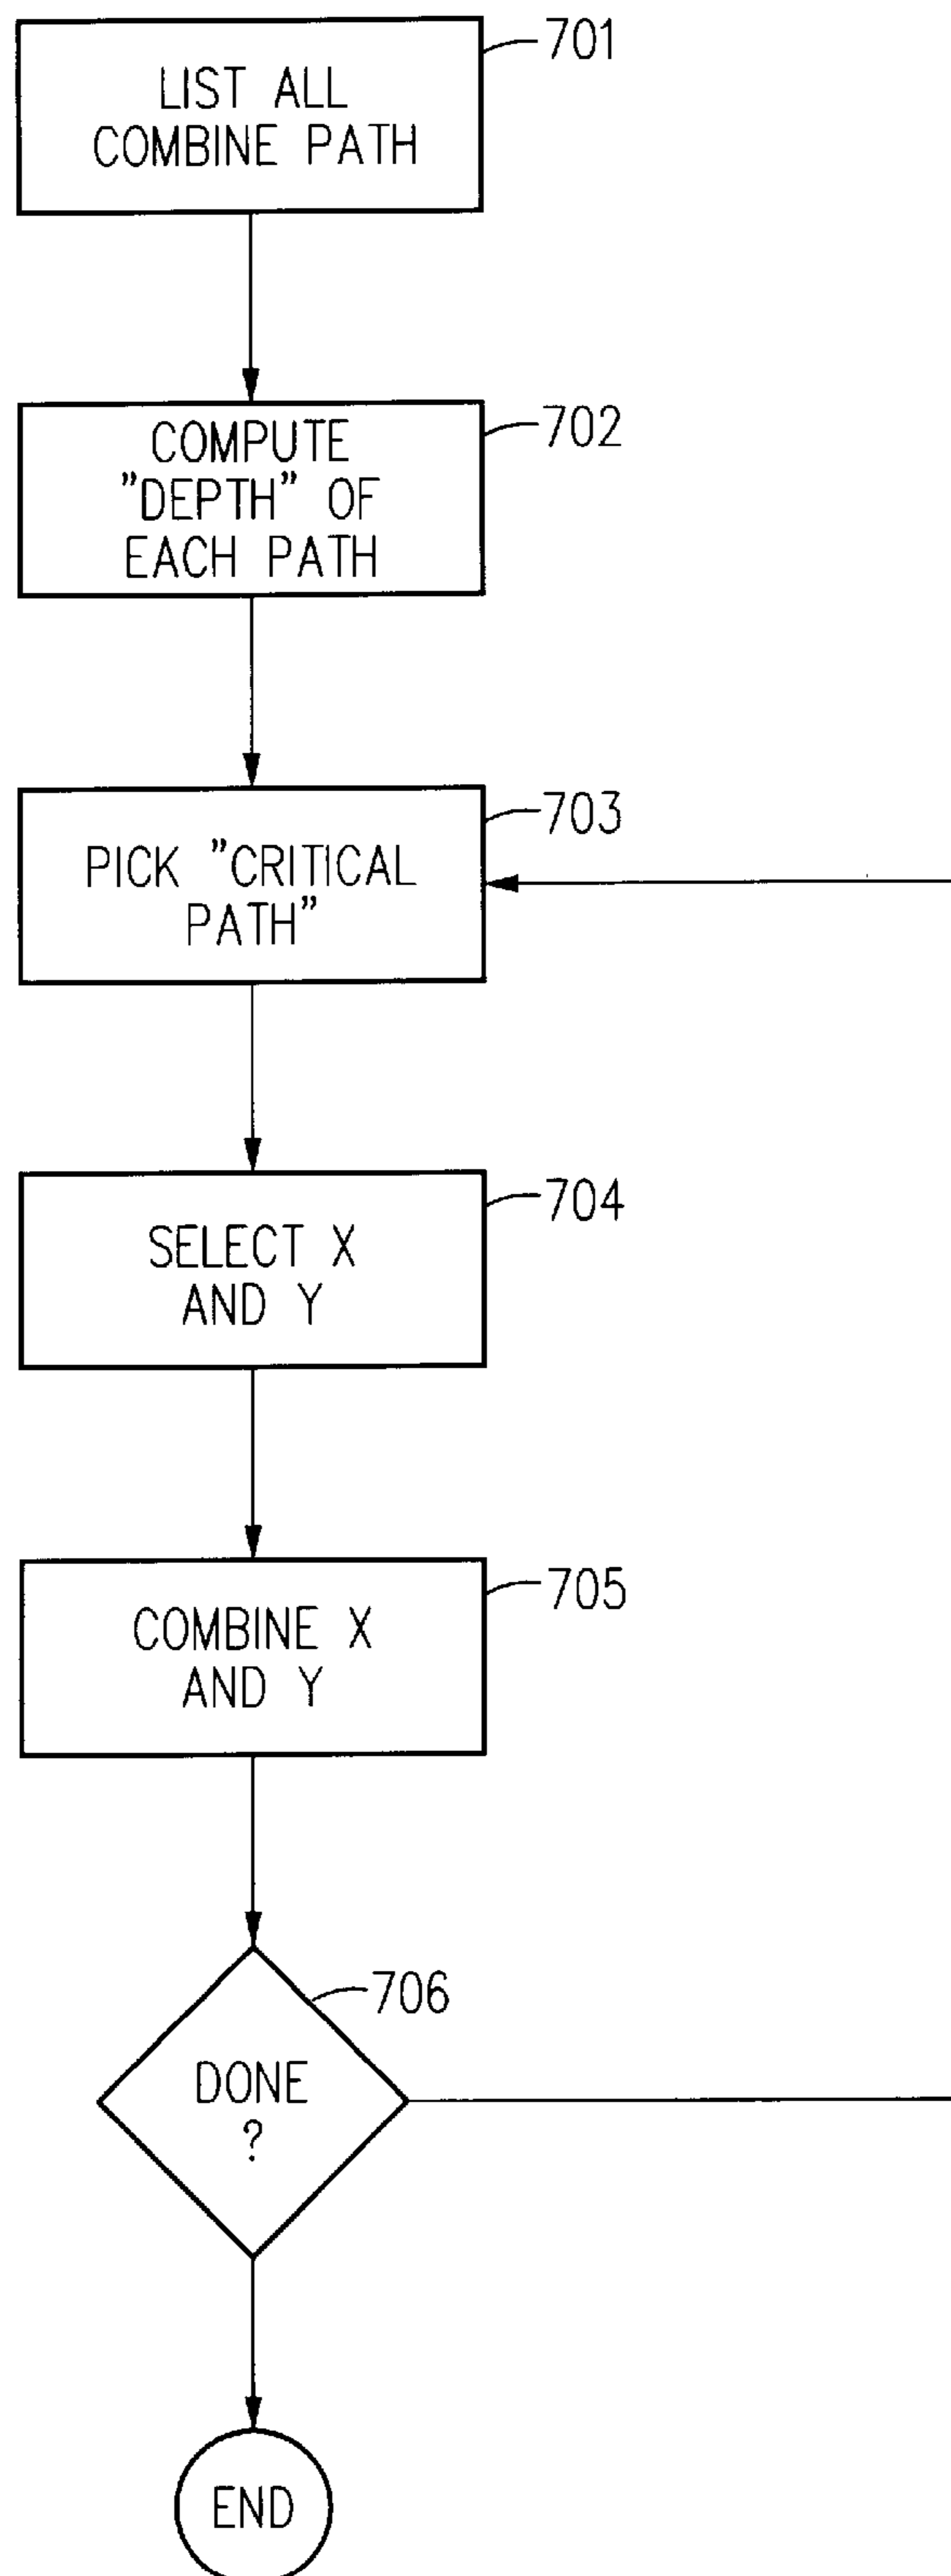 701
LIST ALL
COMBINE PATH
702
COMPUTE
"DEPTH" OF
EACH PATH
703
PICK "CRITICAL
PATH"
704
SELECT X
AND Y
705
COMBINE X
AND Y
706
DONE
?
END